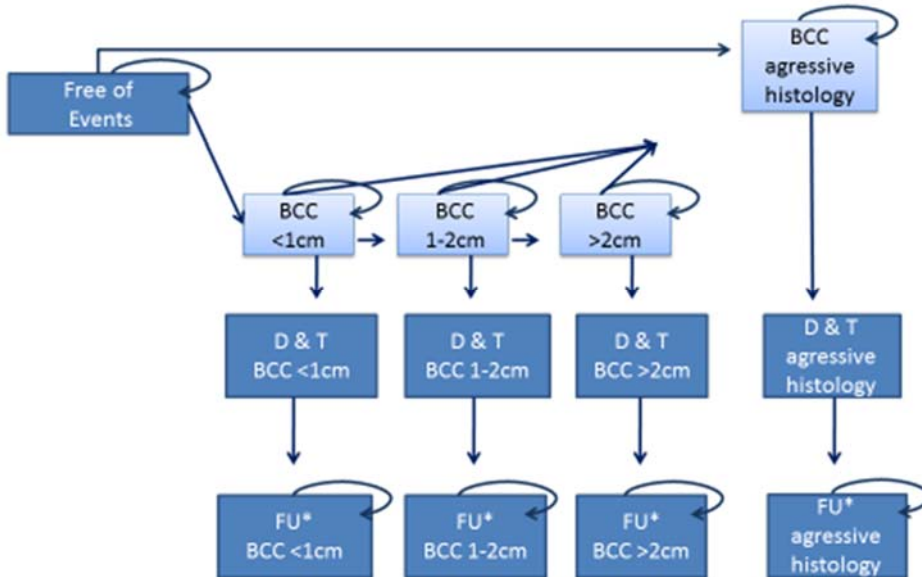 Free of
Events
BCC
agressive
histology
BCC
<1cm
BCC
1-2cm
BCC
>2cm
D & T
BCC <1cm
D & T
BCC 1-2cm
D & T
BCC >2cm
D & T
agressive
histology
FU*
BCC <1cm
FU*
BCC 1-2cm
FU*
BCC >2cm
FU*
agressive
histology